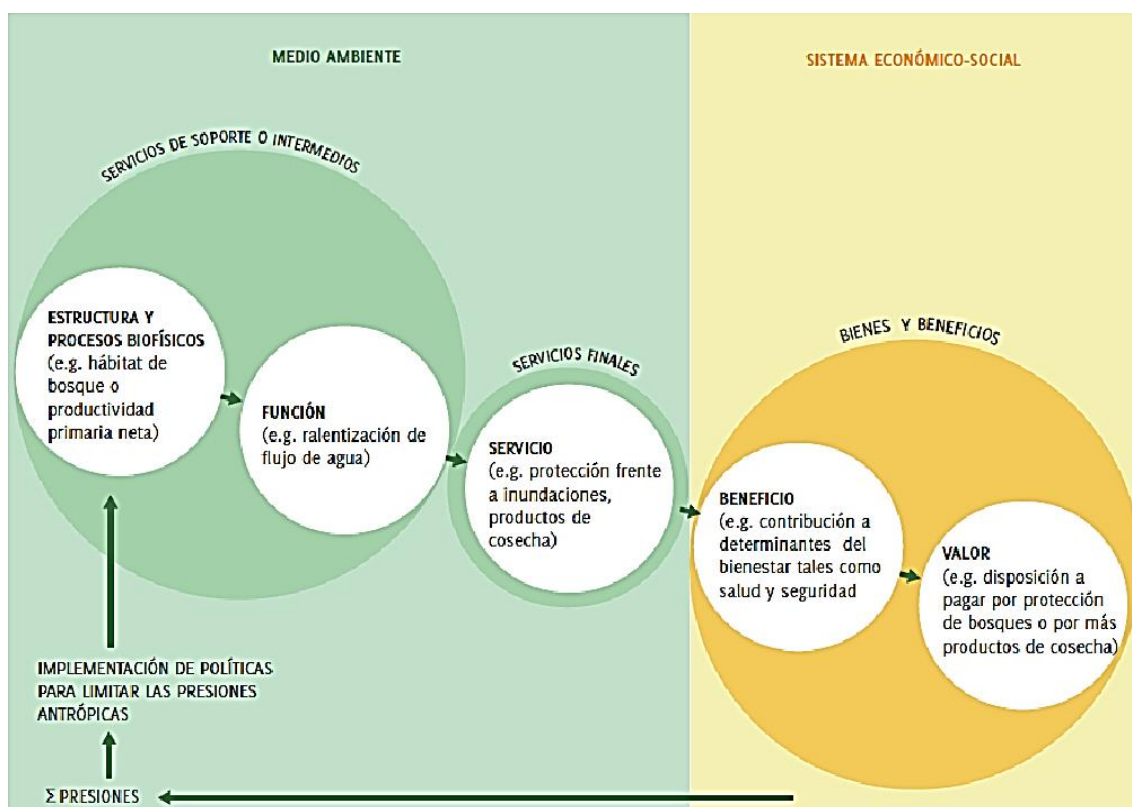 MEDIO AMBIENTE
SISTEMA ECONÓMICO-SOCIAL
SERVICIOS DE SOPORTE O INTERMEDIOS
ESTRUCTURA Y
PROCESOS BIOFÍSICOS
(e.g. hábitat de
bosque o
productividad
primaria neta)
FUNCIÓN
(e.g. ralentización de
flujo de agua)
SERVICIOS FINALES
SERVICIO
(e.g. protección frente
a inundaciones,
productos de
cosecha)
BIENES Y BENEFICIOS
BENEFICIO
(e.g. contribución a
determinantes del
bienestar tales como
salud y seguridad
VALOR
(e.g. disposición a
pagar por protección
de bosques o por más
productos de cosecha)
IMPLEMENTACIÓN DE POLÍTICAS
PARA LIMITAR LAS PRESIONES
ANTRÓPICAS
Σ PRESIONES